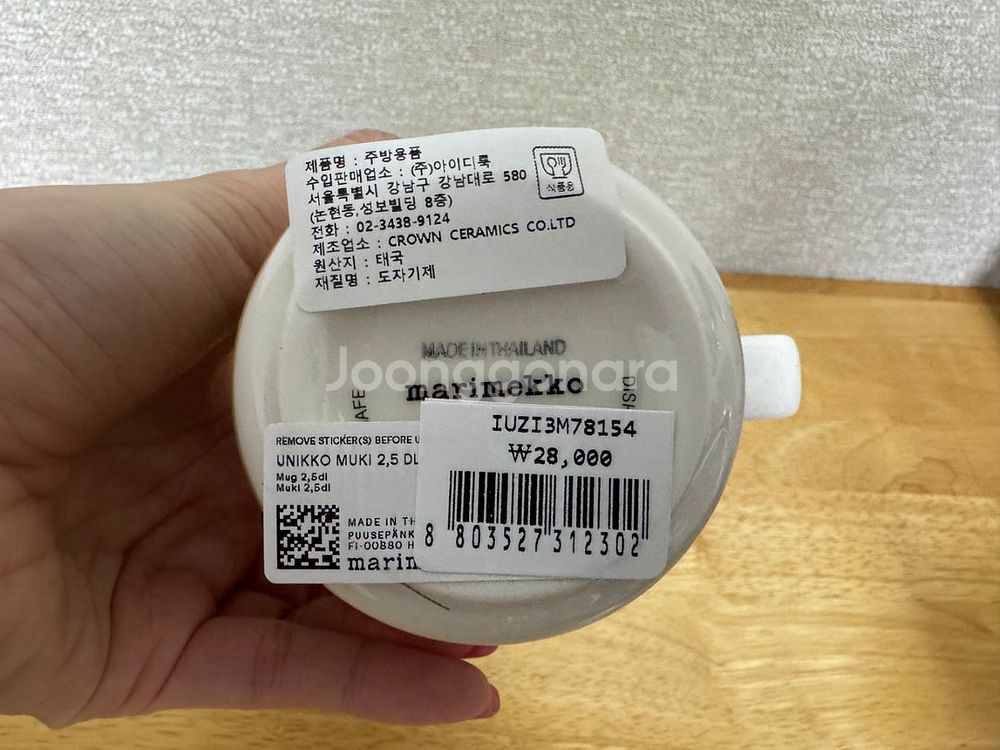 제품명 : 주방용품
수입판매업소 : (주)아이디룩
서울특별시 강남구 강남대로 580
(논현동,성보빌딩 8층)
전화 : 02-3438-9124
제조업소 : CROWN CERAMICS CO.LTD
원산지 : 태국
재질명 : 도자기제
식품용
MADE IN THAILAND
Joonggonara
marimekko
REMOVE STICKER(S) BEFORE
UNIKKO MUKI 2,5 DL
Mug 2,5dl
Muki 2,5dl
MADE IN TH
PUUSEPÄNK
FI-00880 H
marim
IUZI3M78154
₩28,000
8 803527 312302